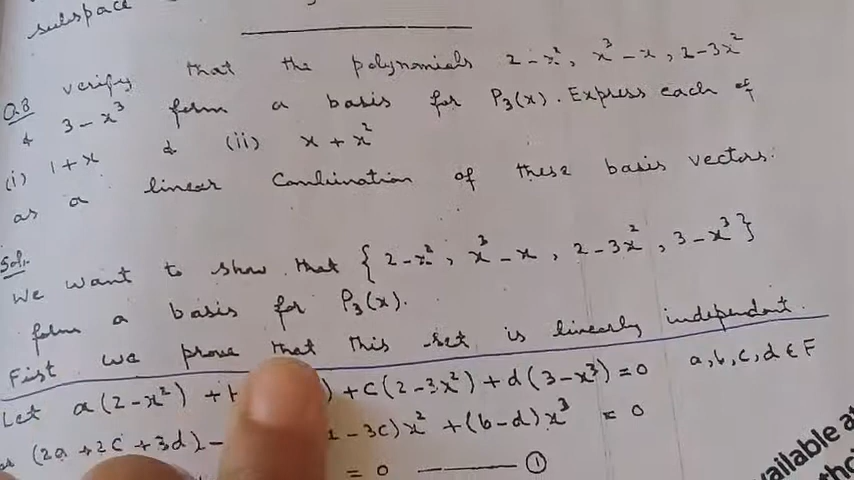 subspace
Q.8 verify that the polynomials 2 - x², x³ - x, 2 - 3x²
& 3 - x³ form a basis for P₃(x). Express each of
(i) 1 + x & (ii) x + x²
as a linear Combination of these basis vectors.
Sol.
We want to show that { 2 - x², x³ - x, 2 - 3x², 3 - x³ }
form a basis for P₃(x).
First we prove that this set is linearly independent.
Let a(2 - x²) + ) + c(2 - 3x²) + d(3 - x³) = 0 a, b, c, d ∈ F
(2a + 2c + 3d) - - 3c)x² + (b - d)x³ = 0
= 0 ①